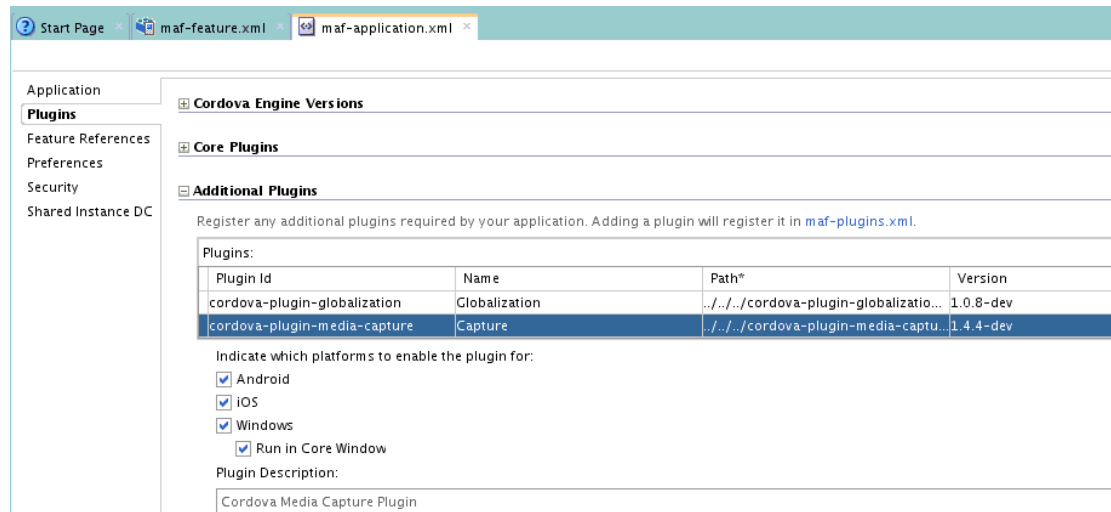 Start Page maf-feature.xml maf-application.xml
Application
Plugins
Feature References
Preferences
Security
Shared Instance DC
Cordova Engine Versions
Core Plugins
Additional Plugins
Register any additional plugins required by your application. Adding a plugin will register it in maf-plugins.xml.
Plugins:
Plugin Id Name Path* Version
cordova-plugin-globalization Globalization ../../../cordova-plugin-globalizatio... 1.0.8-dev
cordova-plugin-media-capture Capture ../../../cordova-plugin-media-captu... 1.4.4-dev
Indicate which platforms to enable the plugin for:
Android
iOS
Windows
Run in Core Window
Plugin Description:
Cordova Media Capture Plugin